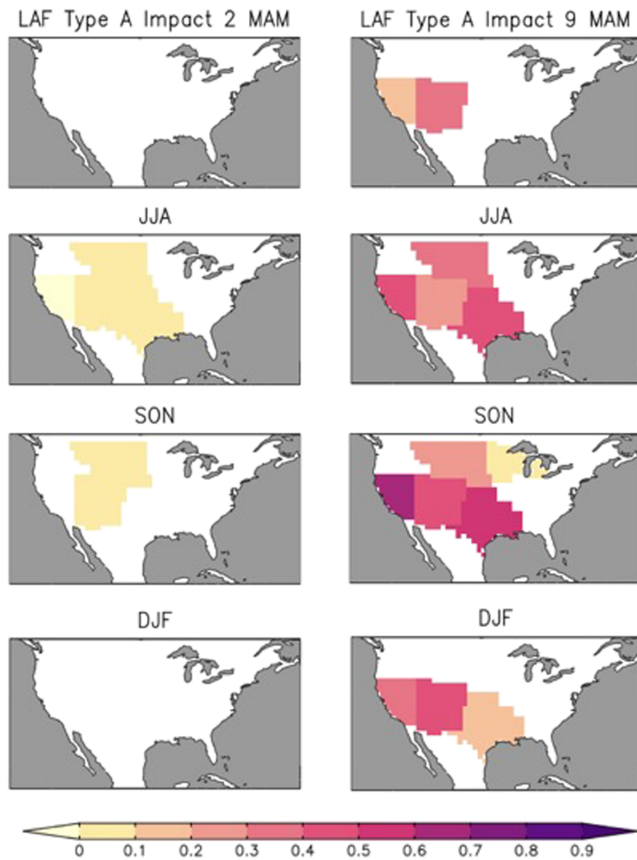 LAF Type A Impact 2 MAM
LAF Type A Impact 9 MAM
JJA
JJA
SON
SON
DJF
DJF
0 0.1 0.2 0.3 0.4 0.5 0.6 0.7 0.8 0.9